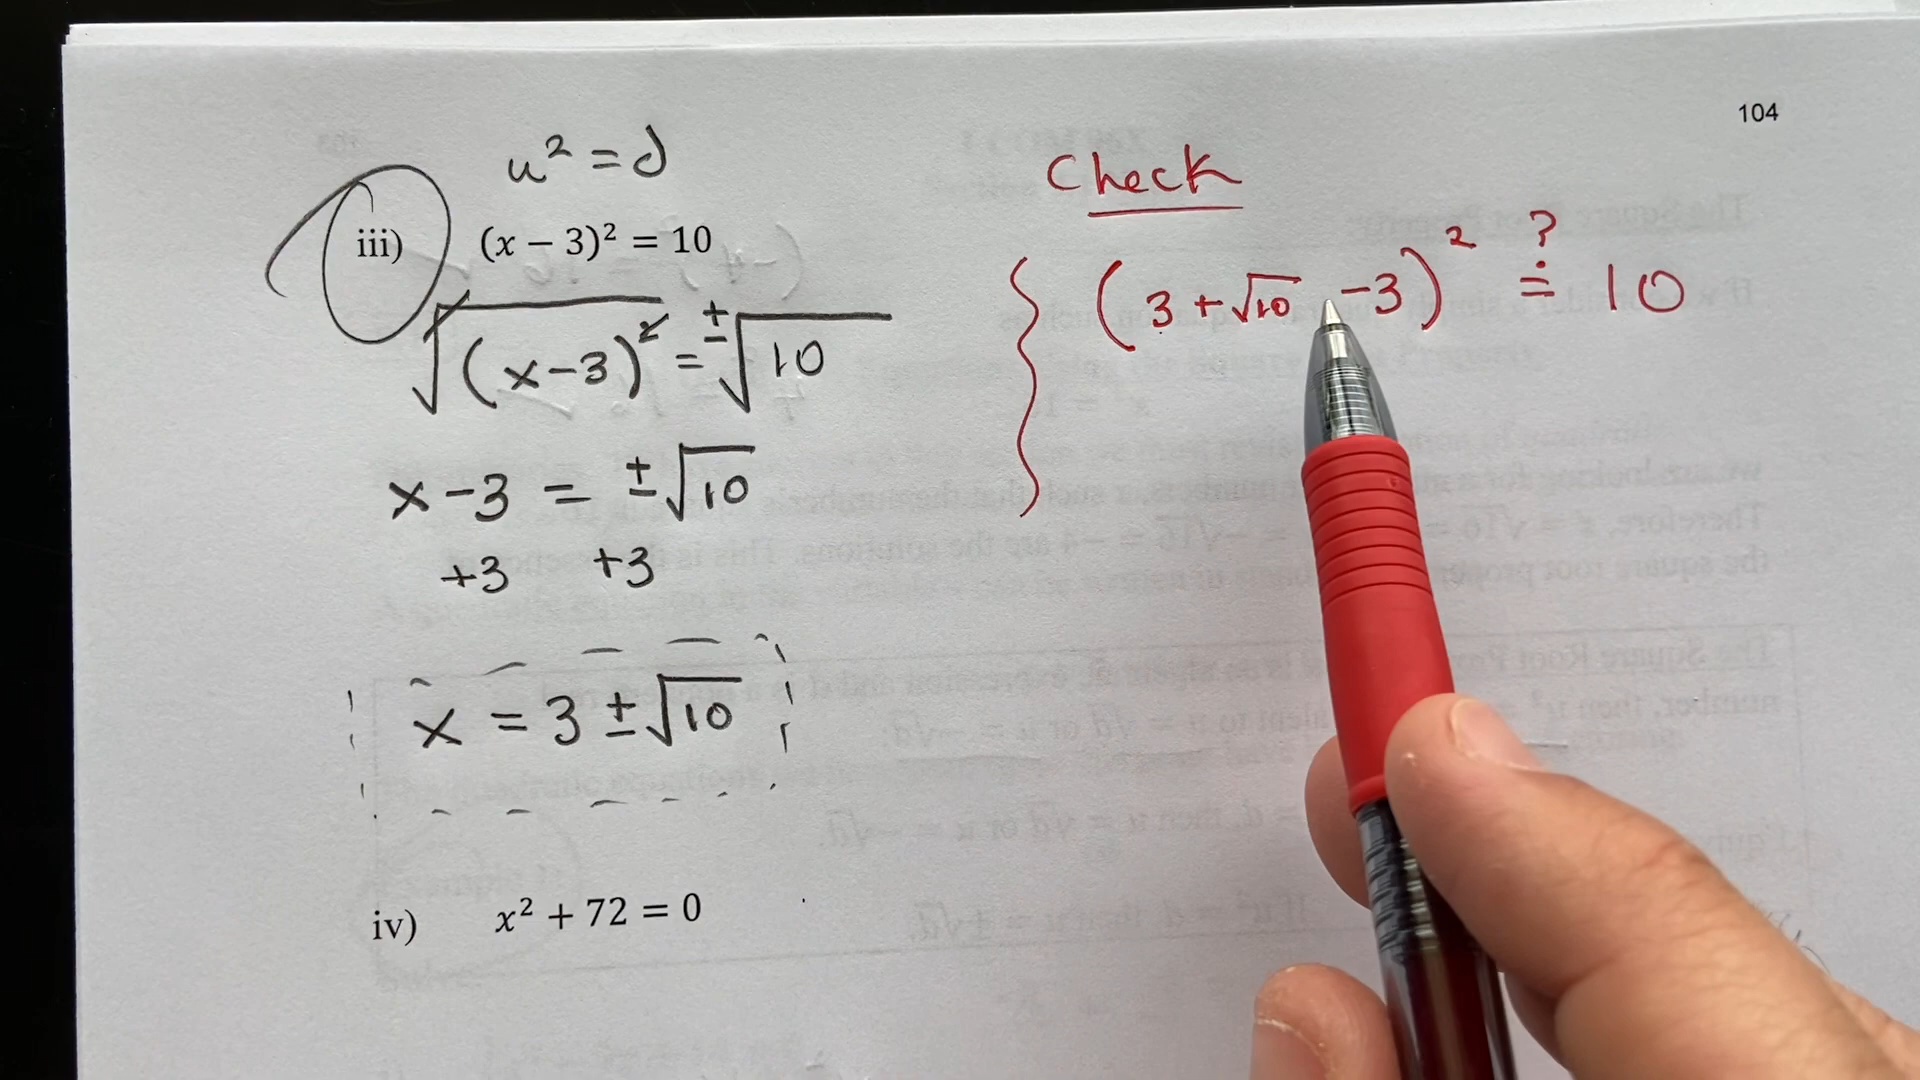 104
u² = d
iii) (x − 3)² = 10
√(x-3)² = ±√10
x - 3 = ±√10
+3 +3
x = 3 ± √10
iv) x² + 72 = 0
Check
(3 + √10 - 3)² ≟ 10